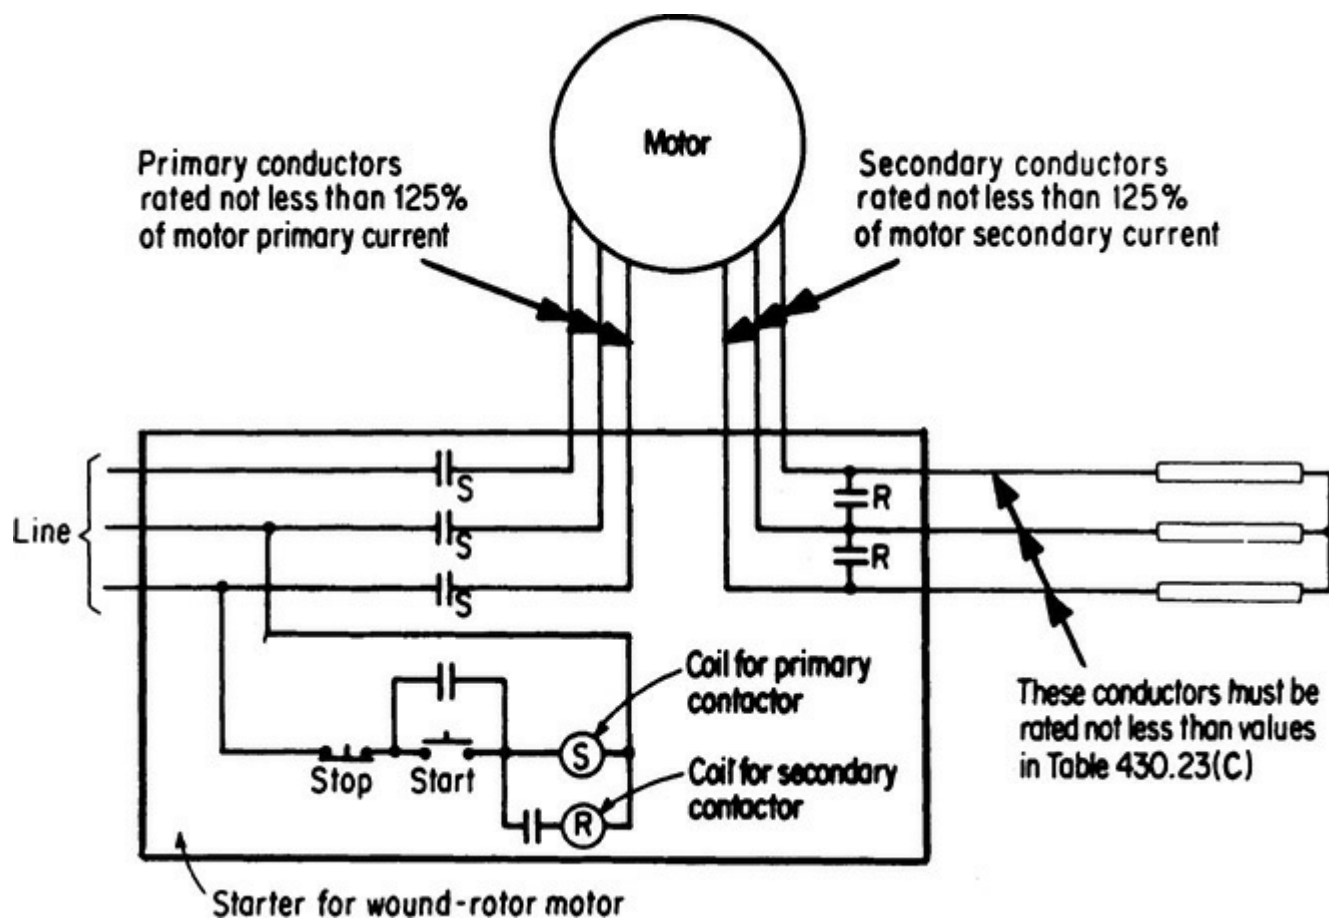 Motor
Primary conductors
rated not less than 125%
of motor primary current
Secondary conductors
rated not less than 125%
of motor secondary current
Line
S
S
S
R
R
Coil for primary
contactor
S
Stop
Start
Coil for secondary
contactor
R
These conductors must be
rated not less than values
in Table 430.23(C)
Starter for wound-rotor motor